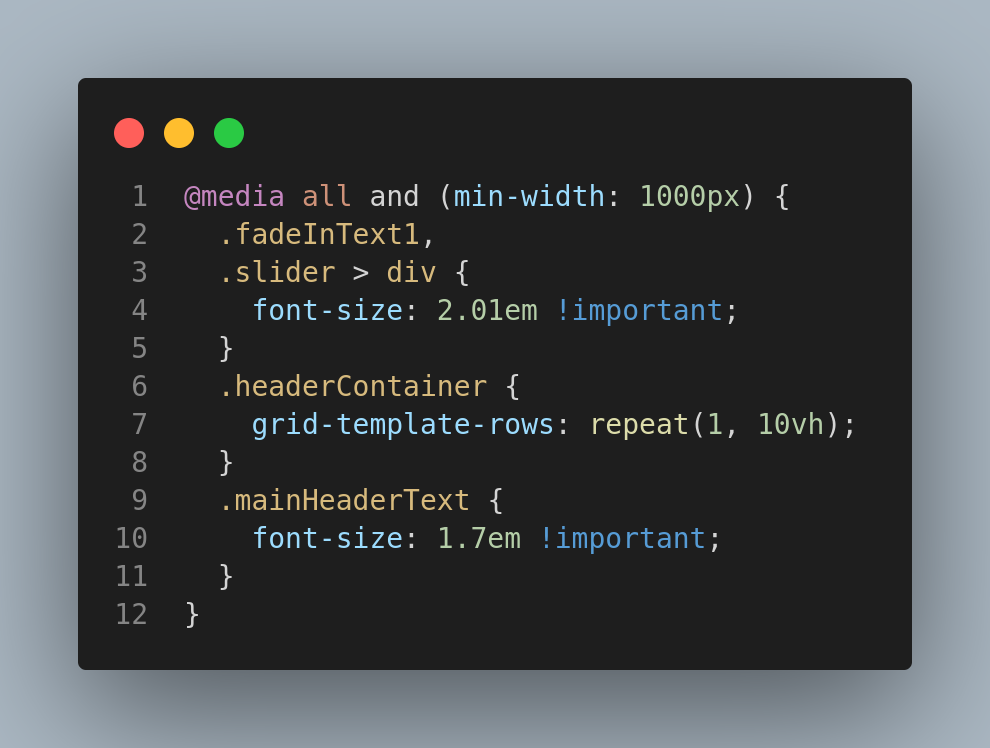 1 @media all and (min-width: 1000px) {
2 .fadeInText1,
3 .slider > div {
4 font-size: 2.01em !important;
5 }
6 .headerContainer {
7 grid-template-rows: repeat(1, 10vh);
8 }
9 .mainHeaderText {
10 font-size: 1.7em !important;
11 }
12 }